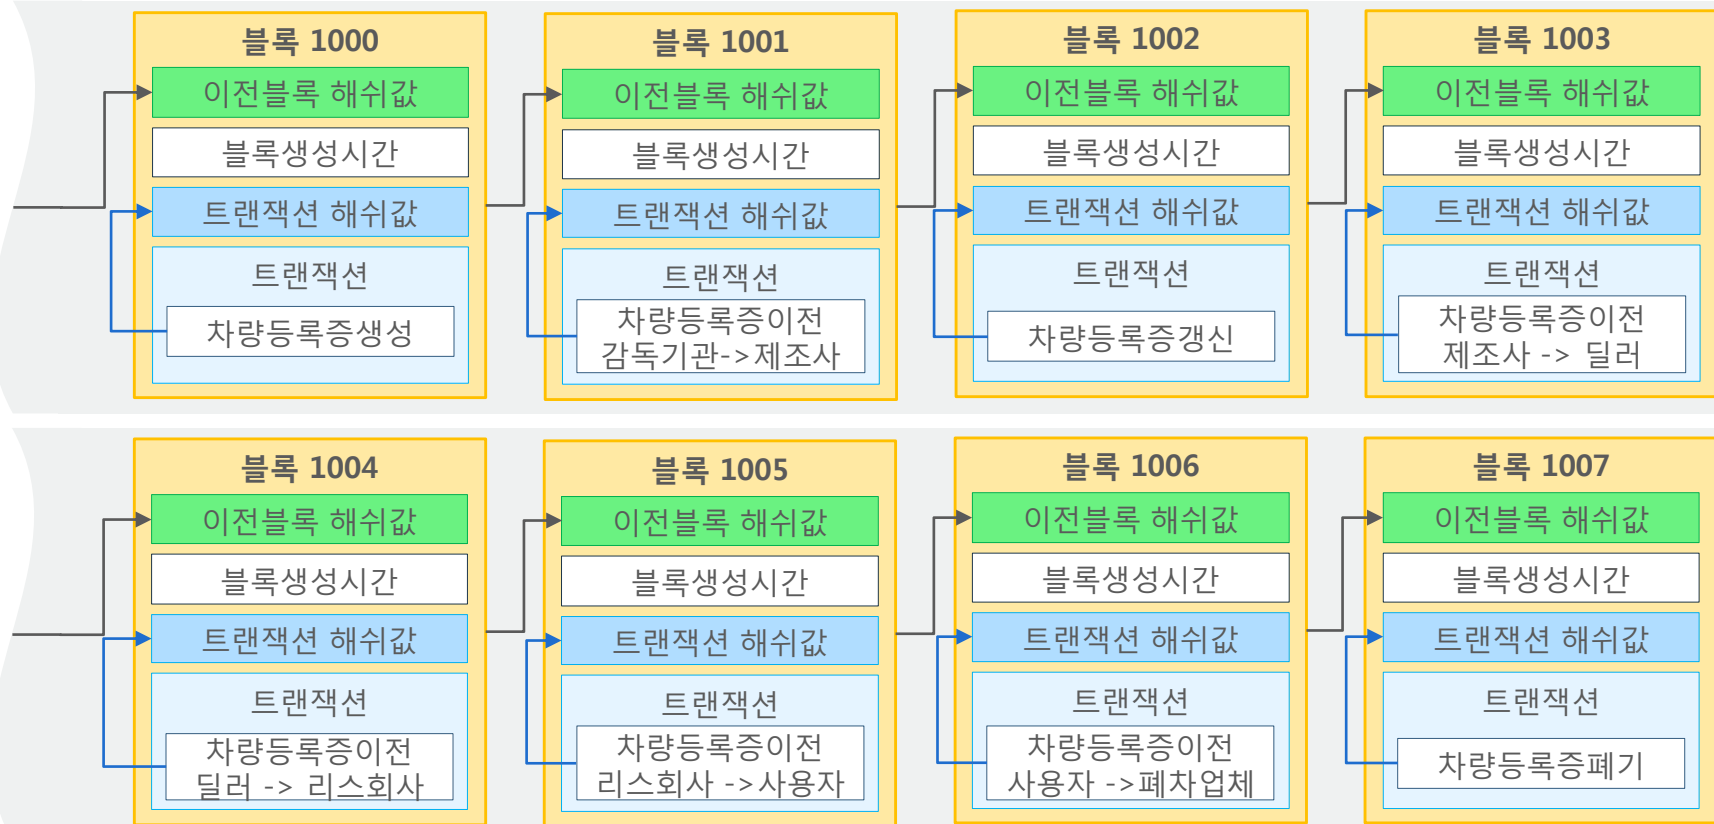 블록 1000
이전블록 해쉬값
블록생성시간
트랜잭션 해쉬값
트랜잭션
차량등록증생성
블록 1001
이전블록 해쉬값
블록생성시간
트랜잭션 해쉬값
트랜잭션
차량등록증이전
감독기관->제조사
블록 1002
이전블록 해쉬값
블록생성시간
트랜잭션 해쉬값
트랜잭션
차량등록증갱신
블록 1003
이전블록 해쉬값
블록생성시간
트랜잭션 해쉬값
트랜잭션
차량등록증이전
제조사 -> 딜러
블록 1004
이전블록 해쉬값
블록생성시간
트랜잭션 해쉬값
트랜잭션
차량등록증이전
딜러 -> 리스회사
블록 1005
이전블록 해쉬값
블록생성시간
트랜잭션 해쉬값
트랜잭션
차량등록증이전
리스회사 ->사용자
블록 1006
이전블록 해쉬값
블록생성시간
트랜잭션 해쉬값
트랜잭션
차량등록증이전
사용자 ->폐차업체
블록 1007
이전블록 해쉬값
블록생성시간
트랜잭션 해쉬값
트랜잭션
차량등록증폐기